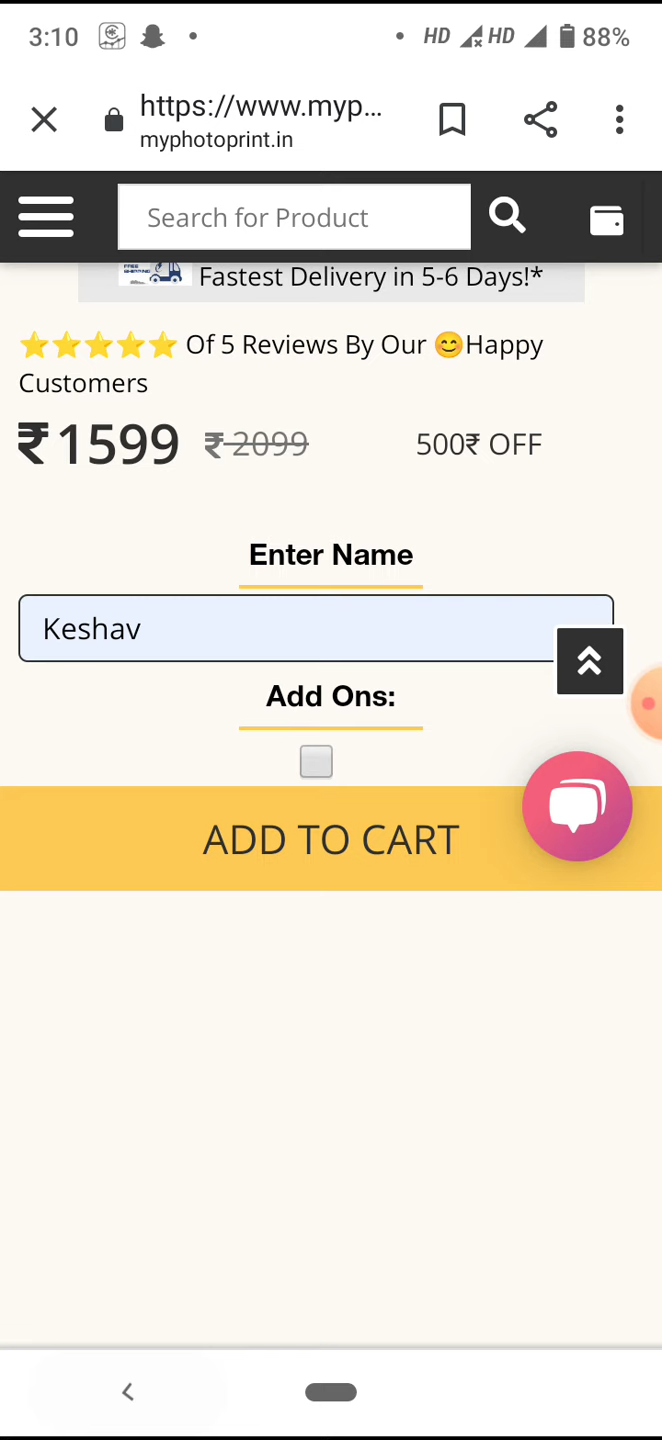 3:10 HD HD 88%
https://www.myp...
myphotoprint.in
Search for Product
FREE
SHIPPING
Fastest Delivery in 5-6 Days!*
⭐⭐⭐⭐⭐ Of 5 Reviews By Our 😊Happy
Customers
₹1599 ₹ 2099 500₹ OFF
Enter Name
Keshav
Add Ons:
ADD TO CART